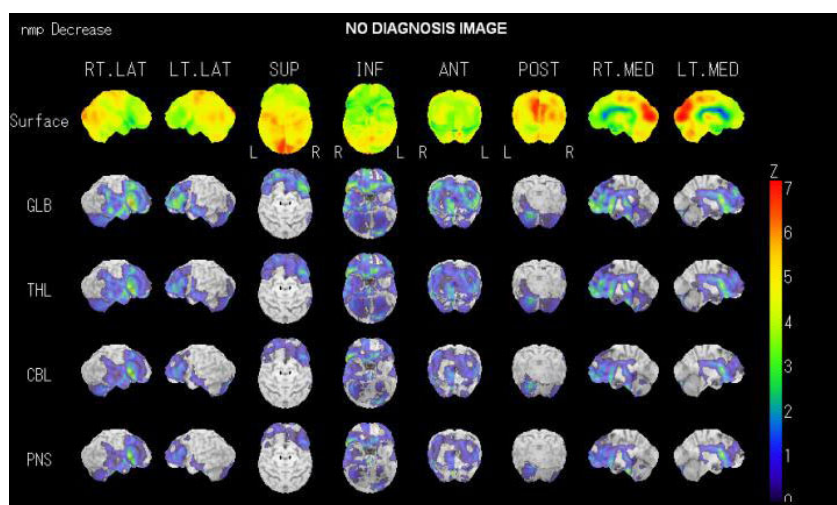 nmp Decrease NO DIAGNOSIS IMAGE
RT.LAT LT.LAT SUP INF ANT POST RT.MED LT.MED
Surface
L R R L R L L R
Z
GLB
7
6
THL
5
4
CBL
3
2
PNS
1
0